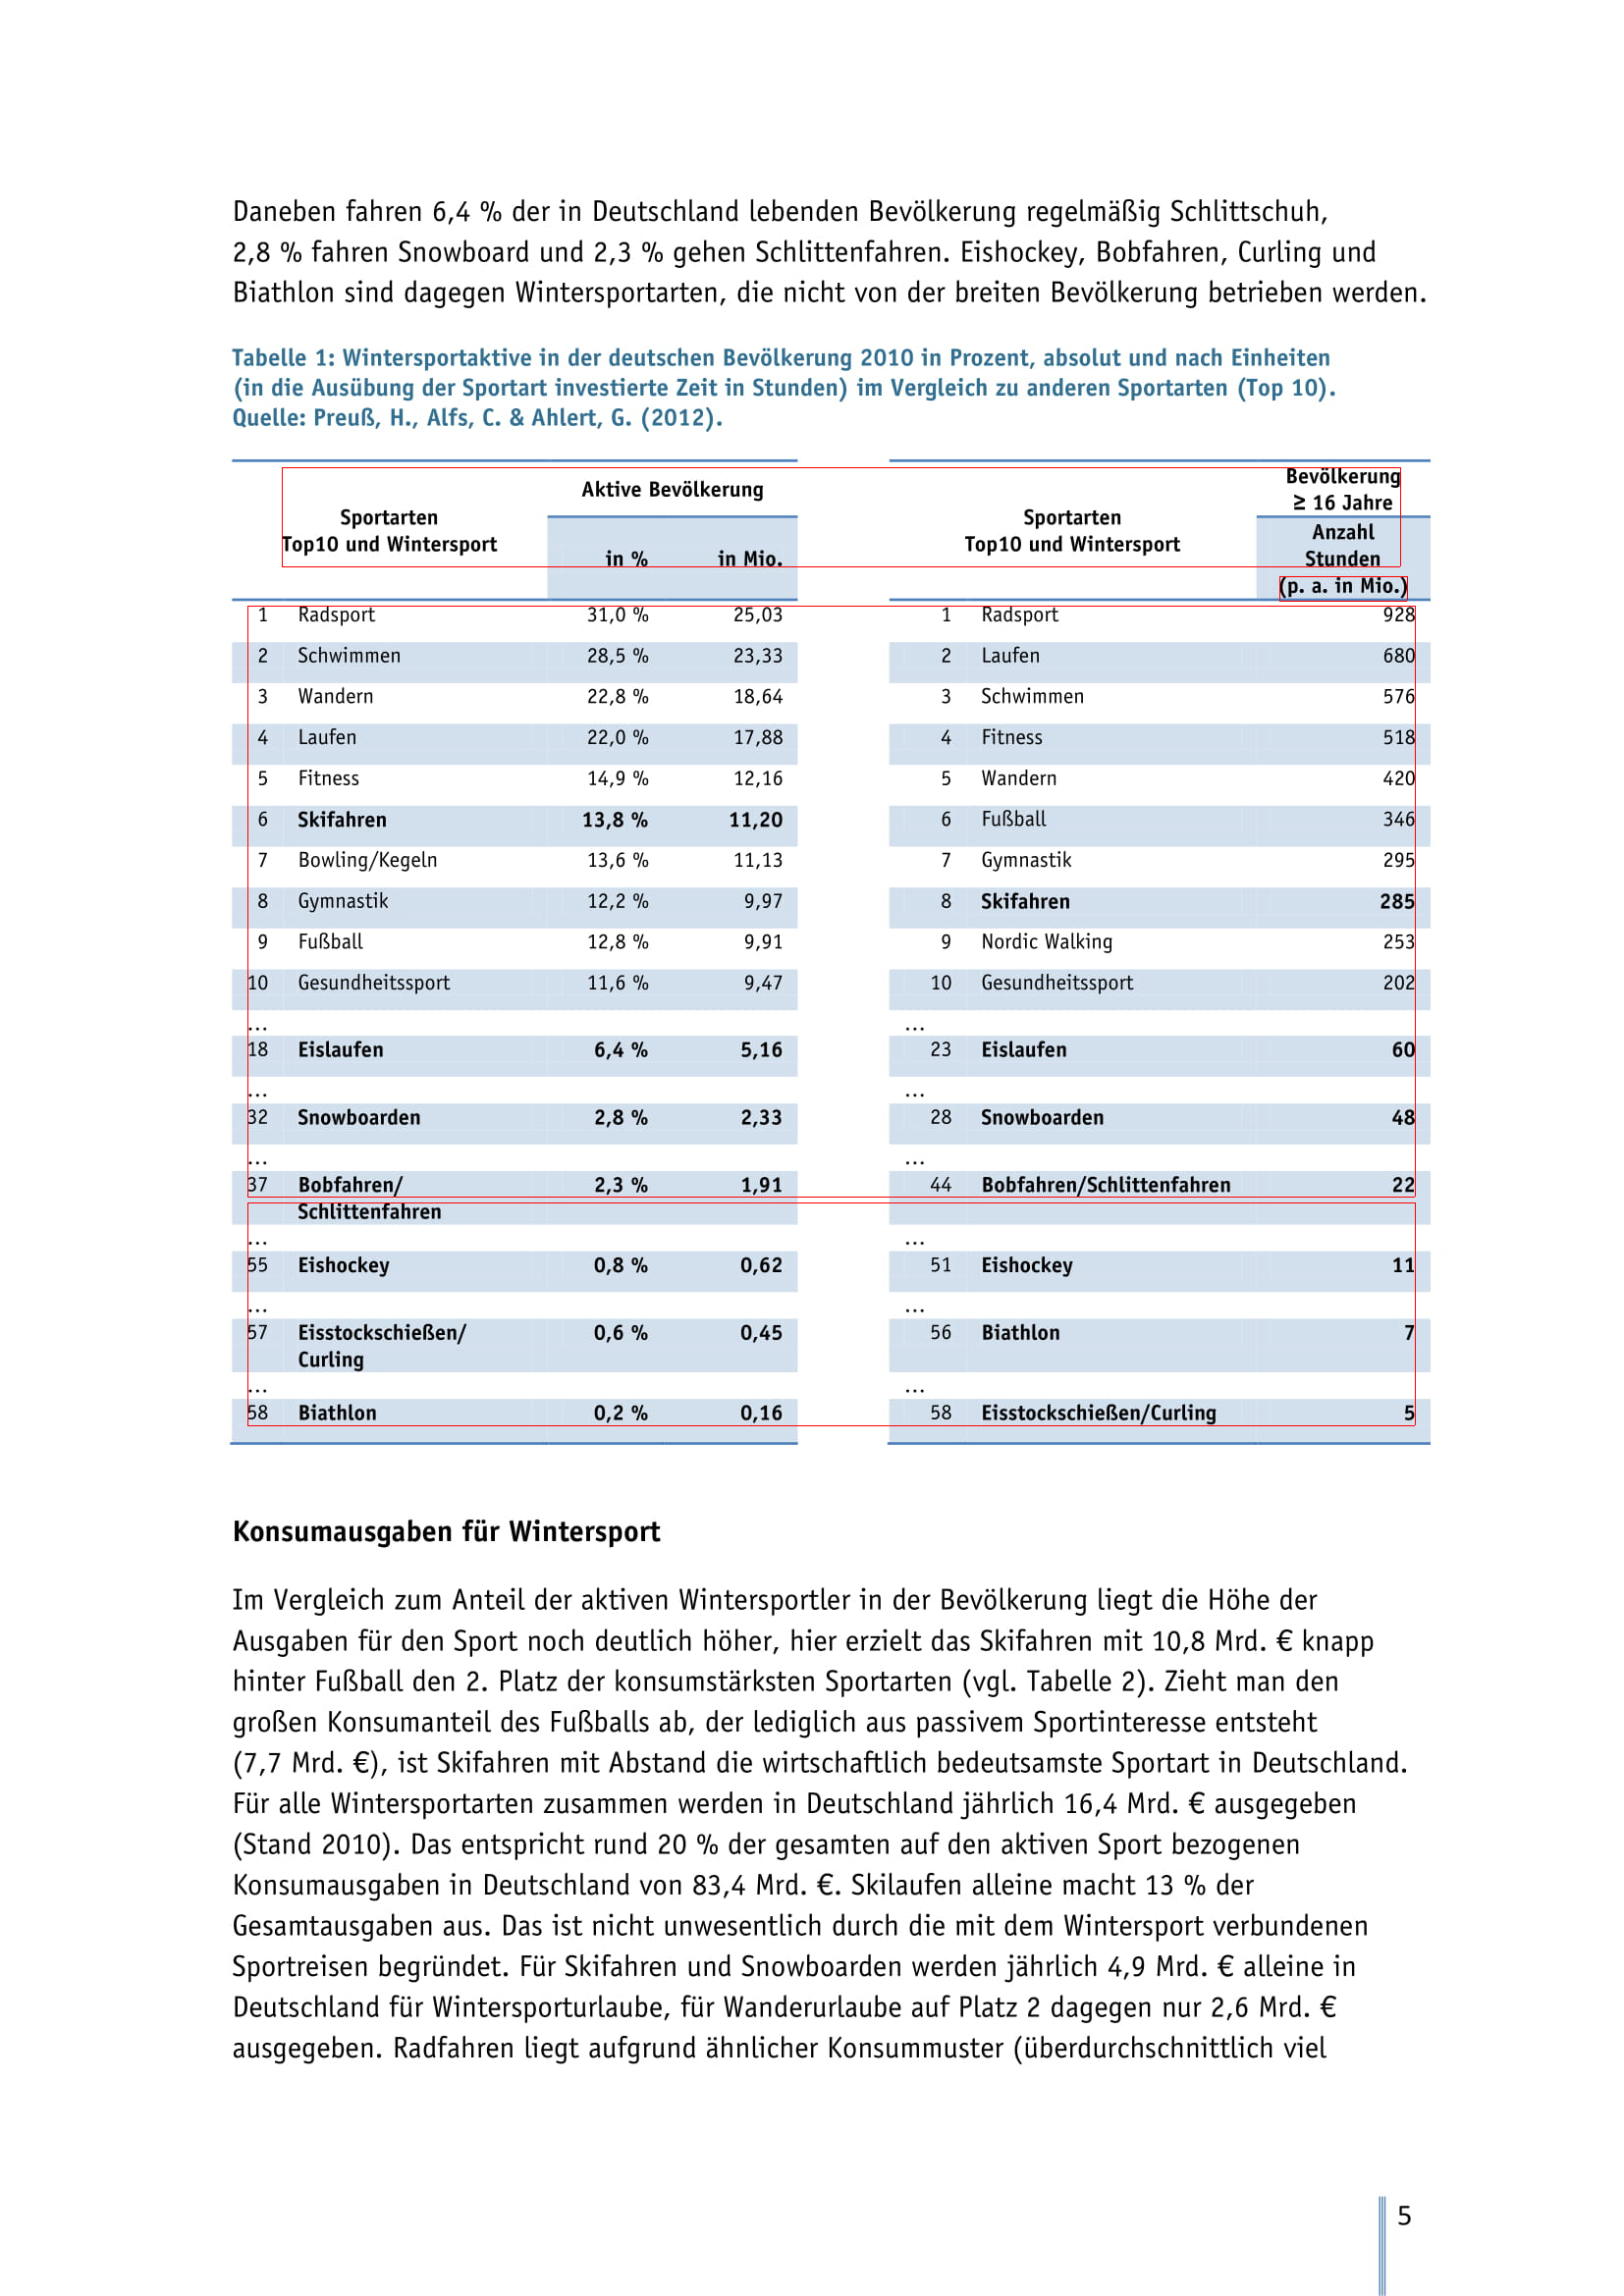 Daneben fahren 6,4 % der in Deutschland lebenden Bevölkerung regelmäßig Schlittschuh,
2,8 % fahren Snowboard und 2,3 % gehen Schlittenfahren. Eishockey, Bobfahren, Curling und
Biathlon sind dagegen Wintersportarten, die nicht von der breiten Bevölkerung betrieben werden.
Tabelle 1: Wintersportaktive in der deutschen Bevölkerung 2010 in Prozent, absolut und nach Einheiten
(in die Ausübung der Sportart investierte Zeit in Stunden) im Vergleich zu anderen Sportarten (Top 10).
Quelle: Preuß, H., Alfs, C. & Ahlert, G. (2012).
Sportarten
Top10 und Wintersport
Aktive Bevölkerung
in % in Mio.
Sportarten
Top10 und Wintersport
Bevölkerung
≥ 16 Jahre
Anzahl
Stunden
(p. a. in Mio.)
1 Radsport 31,0 % 25,03 1 Radsport 928
2 Schwimmen 28,5 % 23,33 2 Laufen 680
3 Wandern 22,8 % 18,64 3 Schwimmen 576
4 Laufen 22,0 % 17,88 4 Fitness 518
5 Fitness 14,9 % 12,16 5 Wandern 420
6 Skifahren 13,8 % 11,20 6 Fußball 346
7 Bowling/Kegeln 13,6 % 11,13 7 Gymnastik 295
8 Gymnastik 12,2 % 9,97 8 Skifahren 285
9 Fußball 12,8 % 9,91 9 Nordic Walking 253
10 Gesundheitssport 11,6 % 9,47 10 Gesundheitssport 202
... ...
18 Eislaufen 6,4 % 5,16 23 Eislaufen 60
... ...
32 Snowboarden 2,8 % 2,33 28 Snowboarden 48
... ...
37 Bobfahren/ 2,3 % 1,91 44 Bobfahren/Schlittenfahren 22
Schlittenfahren
... ...
55 Eishockey 0,8 % 0,62 51 Eishockey 11
... ...
57 Eisstockschießen/ 0,6 % 0,45 56 Biathlon 7
Curling
... ...
58 Biathlon 0,2 % 0,16 58 Eisstockschießen/Curling 5
Konsumausgaben für Wintersport
Im Vergleich zum Anteil der aktiven Wintersportler in der Bevölkerung liegt die Höhe der
Ausgaben für den Sport noch deutlich höher, hier erzielt das Skifahren mit 10,8 Mrd. € knapp
hinter Fußball den 2. Platz der konsumstärksten Sportarten (vgl. Tabelle 2). Zieht man den
großen Konsumanteil des Fußballs ab, der lediglich aus passivem Sportinteresse entsteht
(7,7 Mrd. €), ist Skifahren mit Abstand die wirtschaftlich bedeutsamste Sportart in Deutschland.
Für alle Wintersportarten zusammen werden in Deutschland jährlich 16,4 Mrd. € ausgegeben
(Stand 2010). Das entspricht rund 20 % der gesamten auf den aktiven Sport bezogenen
Konsumausgaben in Deutschland von 83,4 Mrd. €. Skilaufen alleine macht 13 % der
Gesamtausgaben aus. Das ist nicht unwesentlich durch die mit dem Wintersport verbundenen
Sportreisen begründet. Für Skifahren und Snowboarden werden jährlich 4,9 Mrd. € alleine in
Deutschland für Wintersporturlaube, für Wanderurlaube auf Platz 2 dagegen nur 2,6 Mrd. €
ausgegeben. Radfahren liegt aufgrund ähnlicher Konsummuster (überdurchschnittlich viel
5